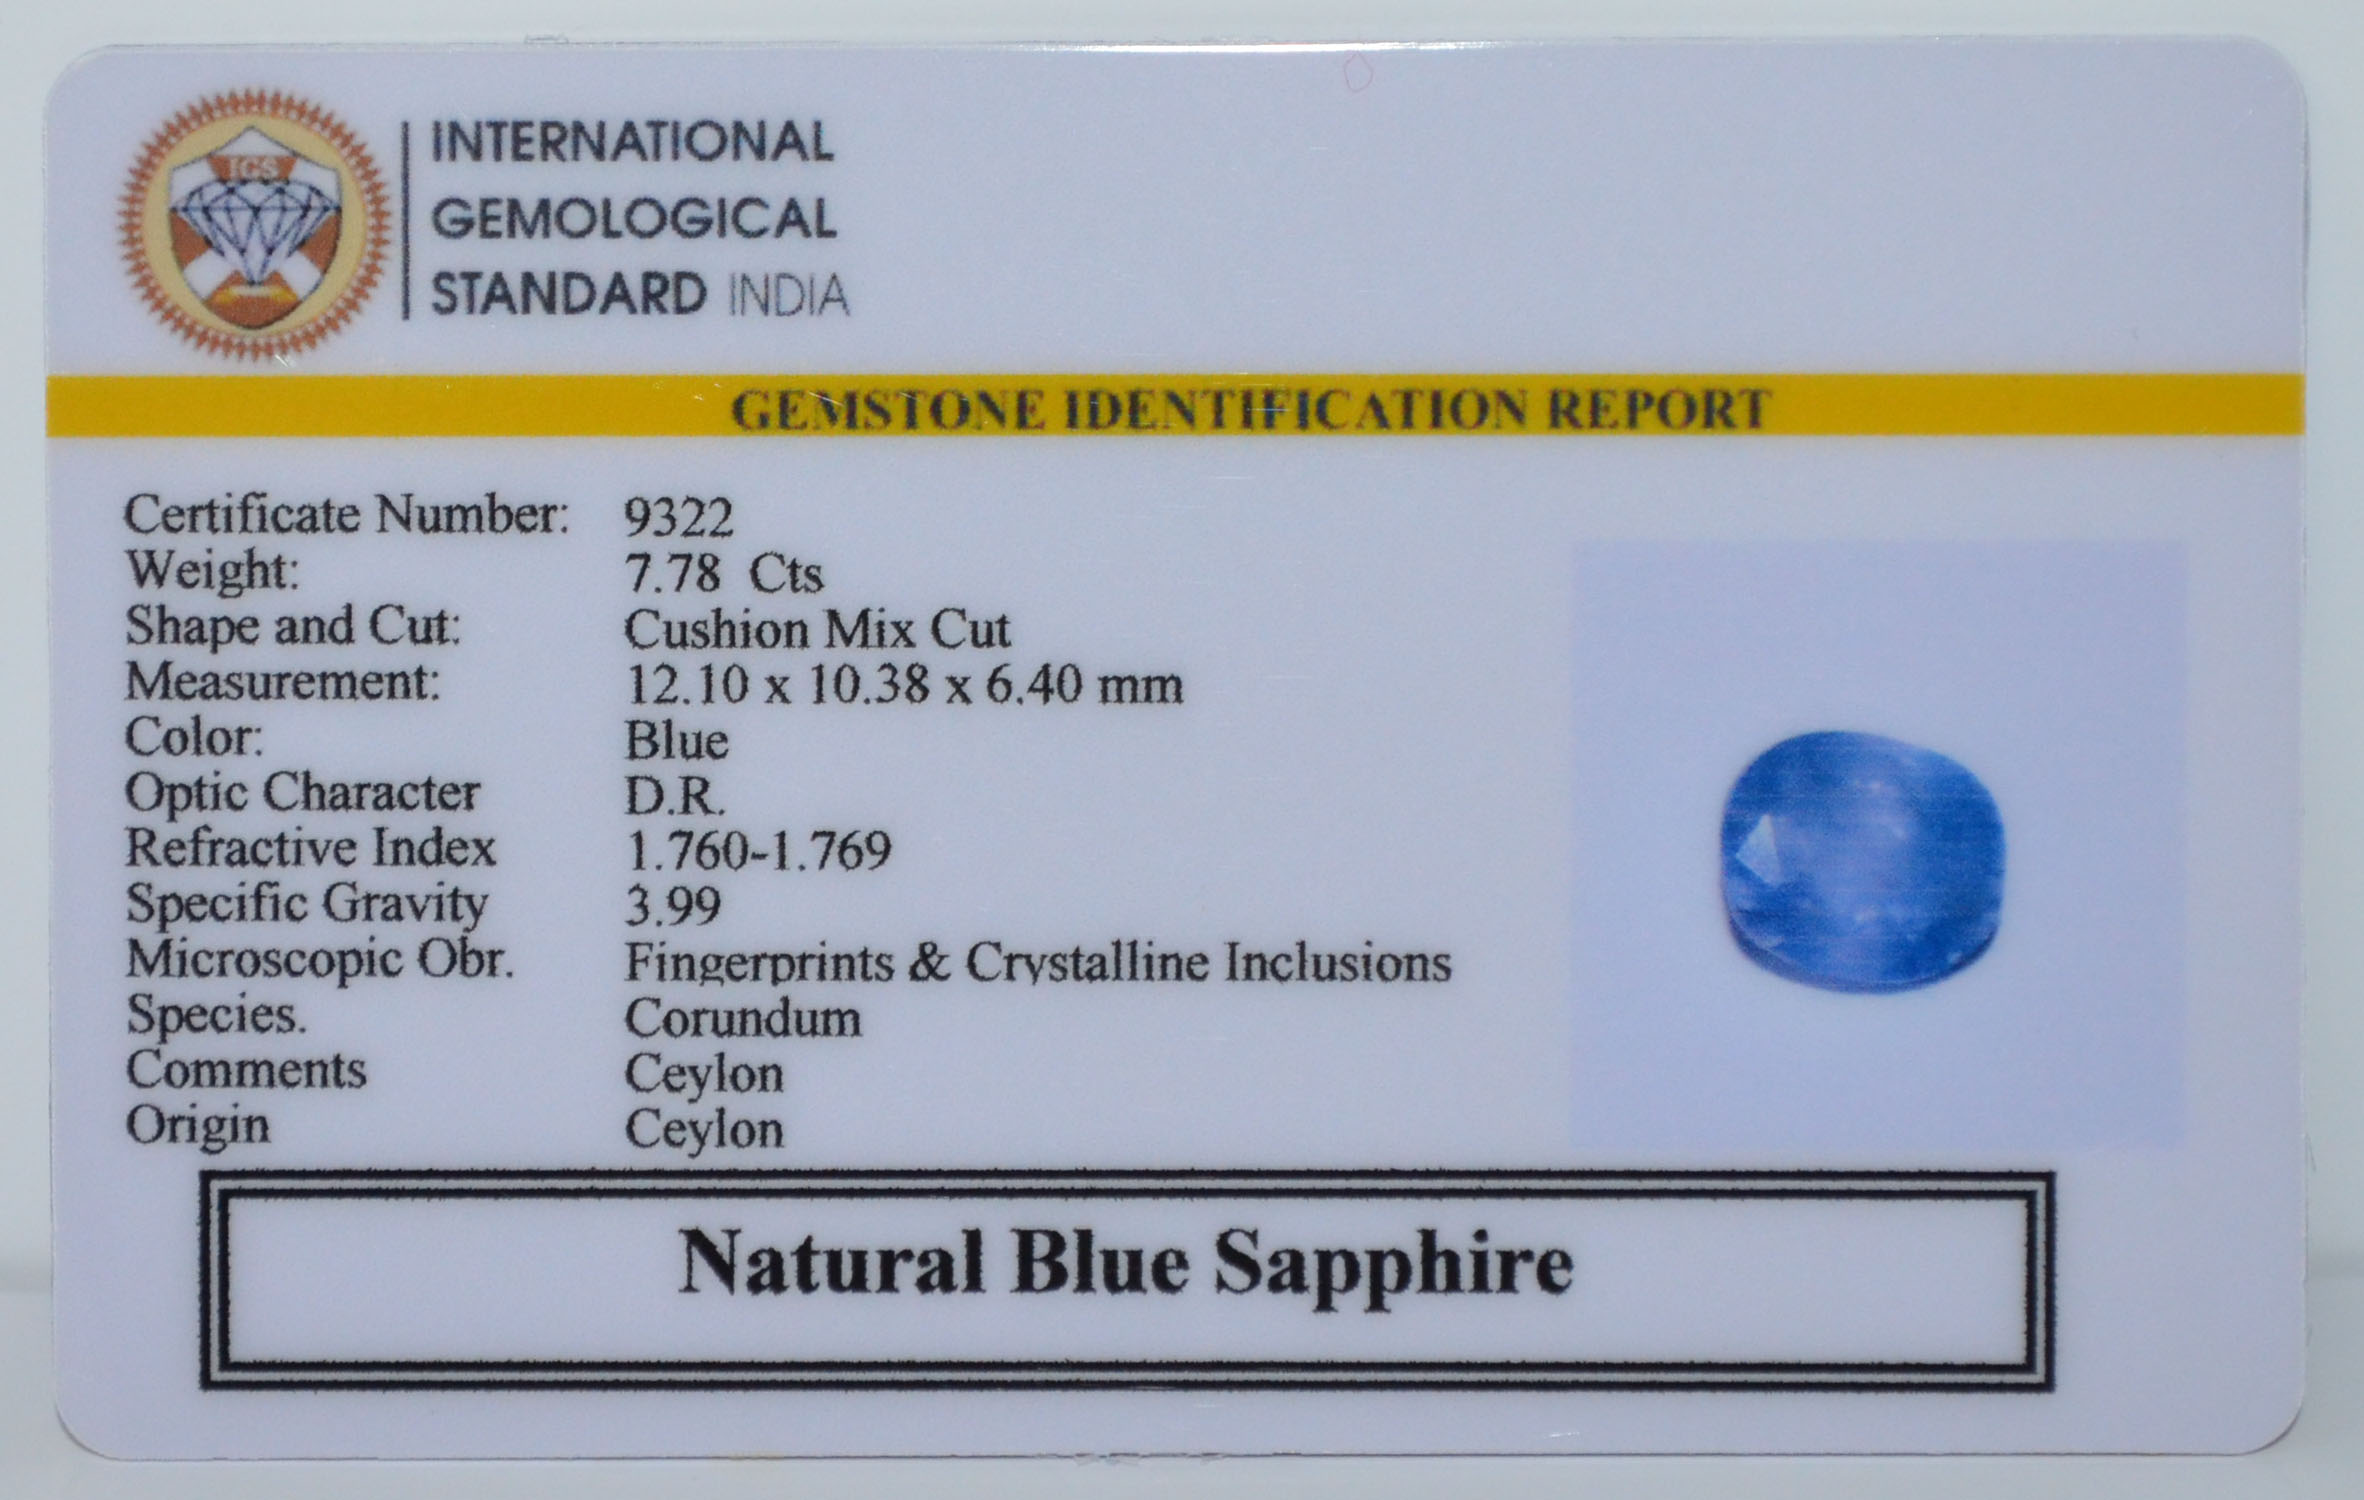 IGS
INTERNATIONAL
GEMOLOGICAL
STANDARD INDIA
GEMSTONE IDENTIFICATION REPORT
Certificate Number: 9322
Weight: 7.78 Cts
Shape and Cut: Cushion Mix Cut
Measurement: 12.10 x 10.38 x 6.40 mm
Color: Blue
Optic Character D.R.
Refractive Index 1.760-1.769
Specific Gravity 3.99
Microscopic Obr. Fingerprints & Crystalline Inclusions
Species. Corundum
Comments Ceylon
Origin Ceylon
Natural Blue Sapphire